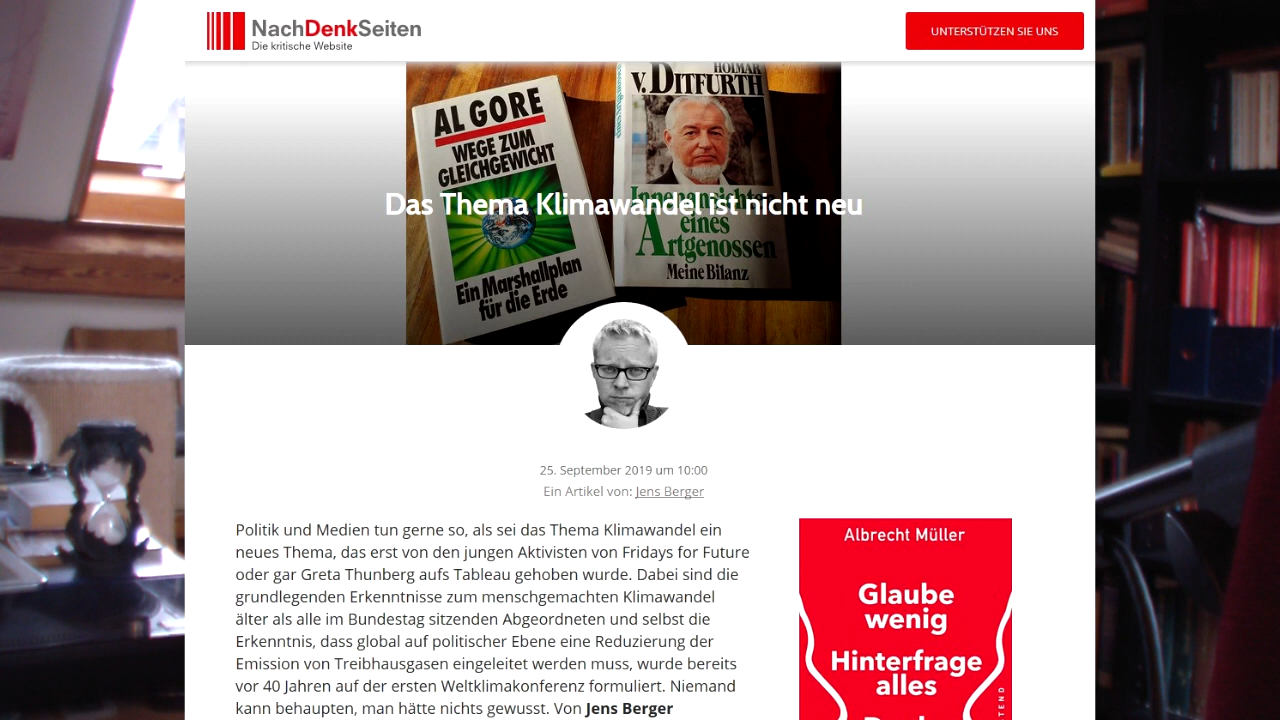 NachDenkSeiten
Die kritische Website
UNTERSTÜTZEN SIE UNS
AL GORE
WEGE ZUM
GLEICHGEWICHT
Ein Marshallplan
für die Erde
HOIMAR
V. DITFURTH
Innenansichten
eines
Artgenossen
Meine Bilanz
Das Thema Klimawandel ist nicht neu
25. September 2019 um 10:00
Ein Artikel von: Jens Berger
Politik und Medien tun gerne so, als sei das Thema Klimawandel ein
neues Thema, das erst von den jungen Aktivisten von Fridays for Future
oder gar Greta Thunberg aufs Tableau gehoben wurde. Dabei sind die
grundlegenden Erkenntnisse zum menschgemachten Klimawandel
älter als alle im Bundestag sitzenden Abgeordneten und selbst die
Erkenntnis, dass global auf politischer Ebene eine Reduzierung der
Emission von Treibhausgasen eingeleitet werden muss, wurde bereits
vor 40 Jahren auf der ersten Weltklimakonferenz formuliert. Niemand
kann behaupten, man hätte nichts gewusst. Von Jens Berger
Albrecht Müller
Glaube
wenig
Hinterfrage
alles